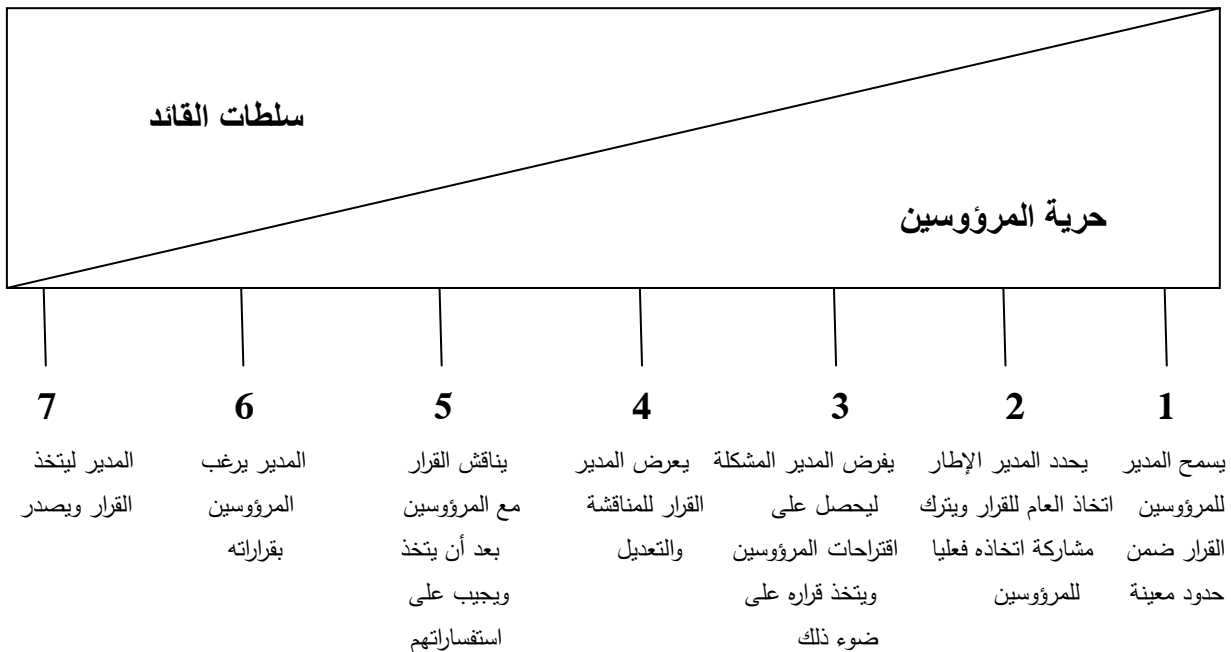 سلطات القائد
حرية المرؤوسين
1
يسمح المدير
للمرؤوسين
القرار ضمن
حدود معينة
2
يحدد المدير الإطار
اتخاذ العام للقرار ويترك
مشاركة اتخاذه فعليا
للمرؤوسين
3
يفرض المدير المشكلة
ليحصل على
اقتراحات المرؤوسين
ويتخذ قراره على
ضوء ذلك
4
يعرض المدير
القرار للمناقشة
والتعديل
5
يناقش القرار
مع المرؤوسين
بعد أن يتخذ
ويجيب على
استفساراتهم
6
المدير يرغب
المرؤوسين
بقراراته
7
المدير ليتخذ
القرار ويصدر